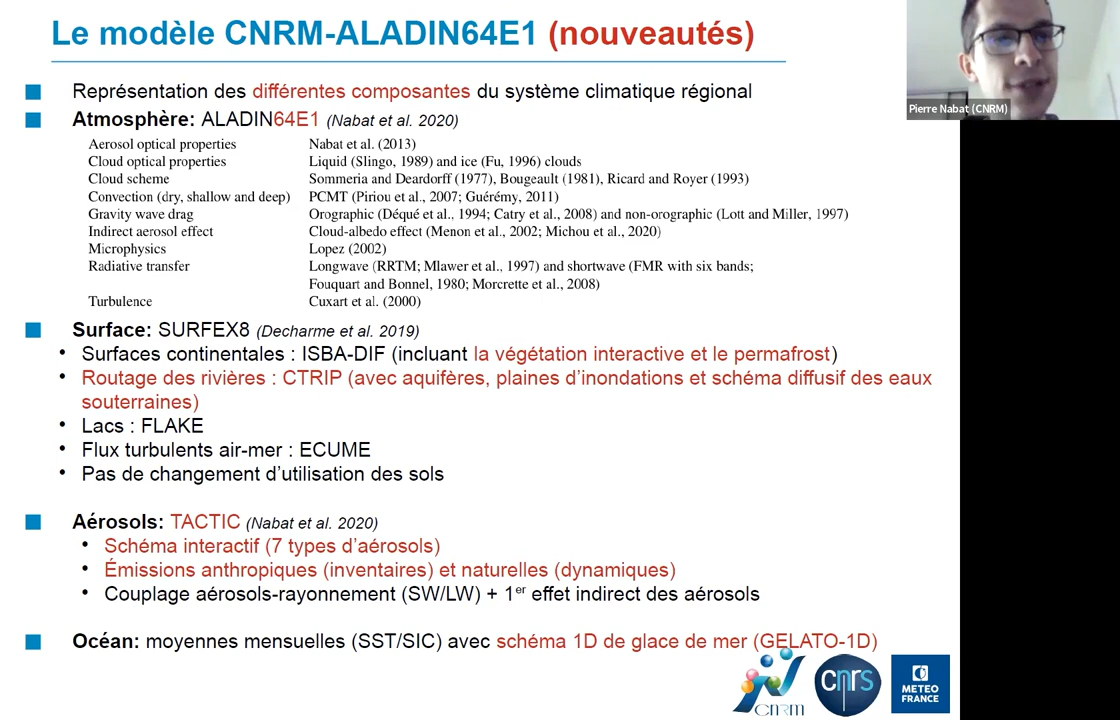 Le modèle CNRM-ALADIN64E1 (nouveautés)
Pierre Nabat (CNRM)
Représentation des différentes composantes du système climatique régional
Atmosphère: ALADIN64E1 (Nabat et al. 2020)
Aerosol optical properties Nabat et al. (2013)
Cloud optical properties Liquid (Slingo, 1989) and ice (Fu, 1996) clouds
Cloud scheme Sommeria and Deardorff (1977), Bougeault (1981), Ricard and Royer (1993)
Convection (dry, shallow and deep) PCMT (Piriou et al., 2007; Guérémy, 2011)
Gravity wave drag Orographic (Déqué et al., 1994; Catry et al., 2008) and non-orographic (Lott and Miller, 1997)
Indirect aerosol effect Cloud-albedo effect (Menon et al., 2002; Michou et al., 2020)
Microphysics Lopez (2002)
Radiative transfer Longwave (RRTM; Mlawer et al., 1997) and shortwave (FMR with six bands;
Fouquart and Bonnel, 1980; Morcrette et al., 2008)
Turbulence Cuxart et al. (2000)
Surface: SURFEX8 (Decharme et al. 2019)
• Surfaces continentales : ISBA-DIF (incluant la végétation interactive et le permafrost)
• Routage des rivières : CTRIP (avec aquifères, plaines d'inondations et schéma diffusif des eaux
souterraines)
• Lacs : FLAKE
• Flux turbulents air-mer : ECUME
• Pas de changement d'utilisation des sols
Aérosols: TACTIC (Nabat et al. 2020)
• Schéma interactif (7 types d'aérosols)
• Émissions anthropiques (inventaires) et naturelles (dynamiques)
• Couplage aérosols-rayonnement (SW/LW) + 1er effet indirect des aérosols
Océan: moyennes mensuelles (SST/SIC) avec schéma 1D de glace de mer (GELATO-1D)
cnrm
cnrs
METEO
FRANCE